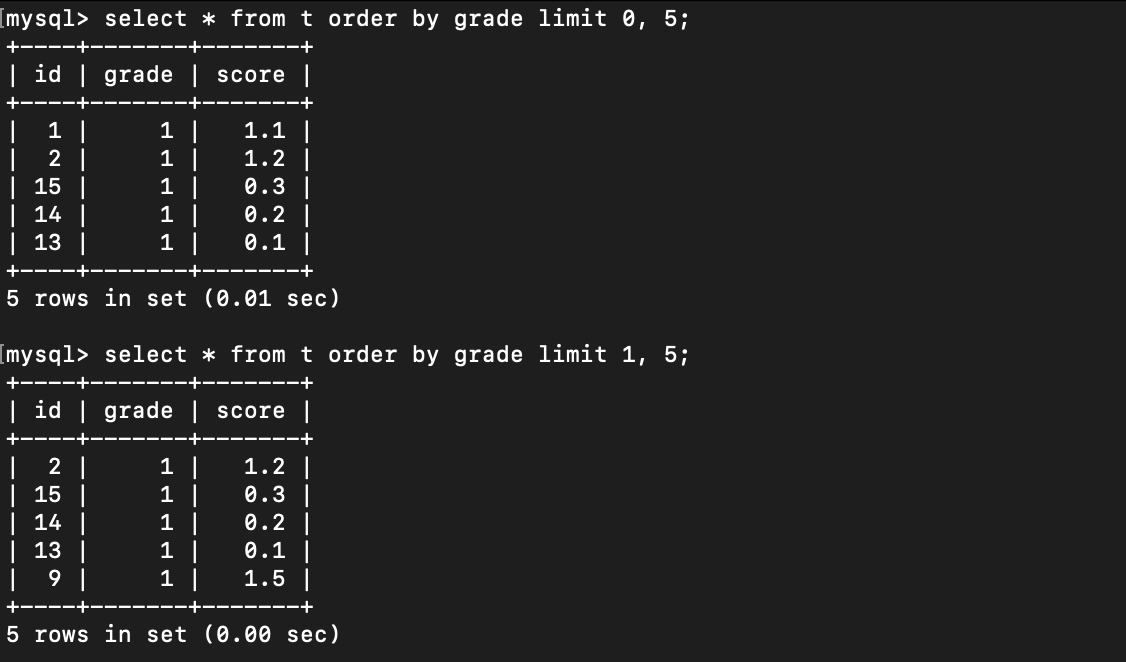 mysql> select * from t order by grade limit 0, 5;
+----+-------+-------+
| id | grade | score |
+----+-------+-------+
|  1 |     1 |   1.1 |
|  2 |     1 |   1.2 |
| 15 |     1 |   0.3 |
| 14 |     1 |   0.2 |
| 13 |     1 |   0.1 |
+----+-------+-------+
5 rows in set (0.01 sec)

mysql> select * from t order by grade limit 1, 5;
+----+-------+-------+
| id | grade | score |
+----+-------+-------+
|  2 |     1 |   1.2 |
| 15 |     1 |   0.3 |
| 14 |     1 |   0.2 |
| 13 |     1 |   0.1 |
|  9 |     1 |   1.5 |
+----+-------+-------+
5 rows in set (0.00 sec)